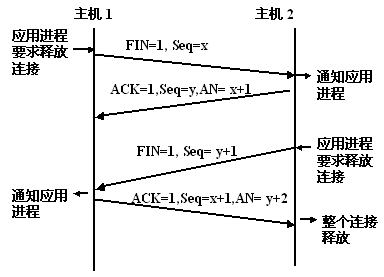 主机 1
主机 2
应用进程
要求释放
连接
FIN=1, Seq=x
通知应用
进程
ACK=1,Seq=y,AN= x+1
应用进程
要求释放
连接
FIN=1, Seq= y+1
通知应用
进程
ACK=1,Seq=x+1,AN= y+2
整个连接
释放